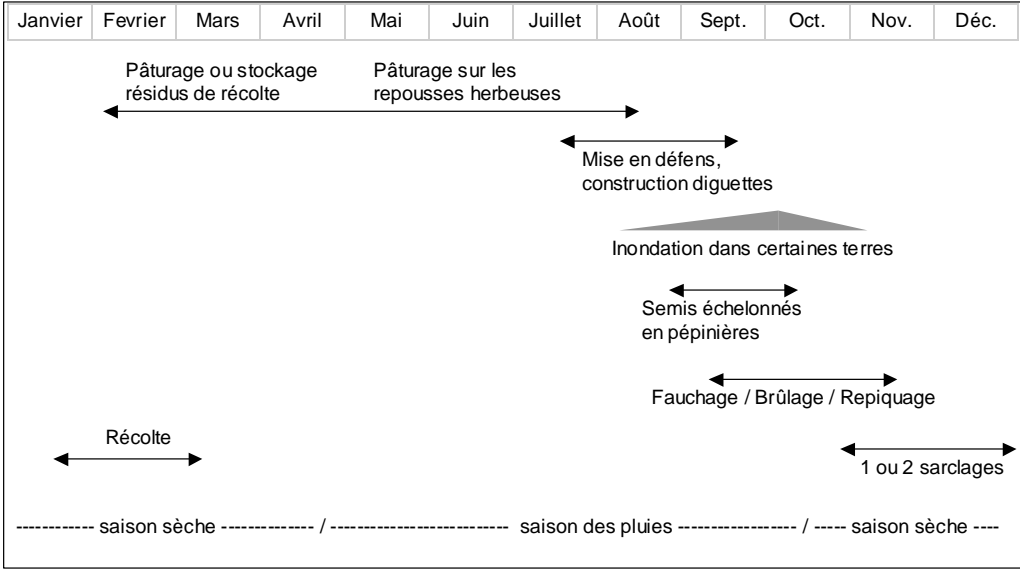 Janvier Fevrier Mars Avril Mai Juin Juillet Août Sept. Oct. Nov. Déc.
Pâturage ou stockage
résidus de récolte
Pâturage sur les
repousses herbeuses
Mise en défens,
construction diguettes
Inondation dans certaines terres
Semis échelonnés
en pépinières
Fauchage / Brûlage / Repiquage
Récolte
1 ou 2 sarclages
------------ saison sèche -------------- / --------------------------- saison des pluies ------------------ / ----- saison sèche ----